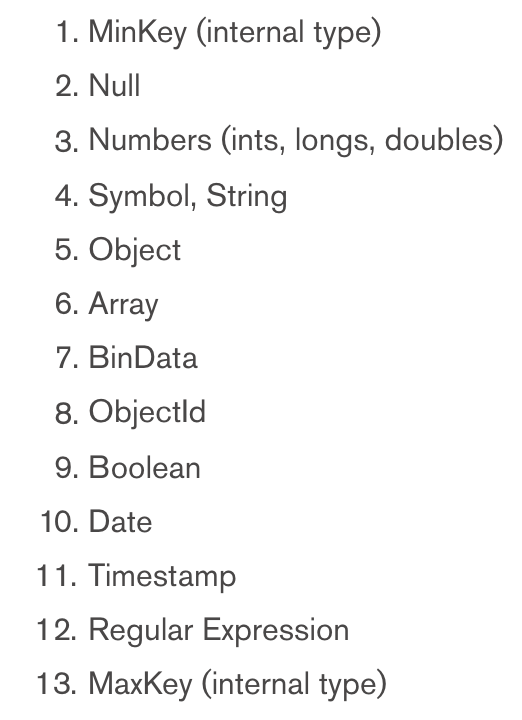 1. MinKey (internal type)
2. Null
3. Numbers (ints, longs, doubles)
4. Symbol, String
5. Object
6. Array
7. BinData
8. ObjectId
9. Boolean
10. Date
11. Timestamp
12. Regular Expression
13. MaxKey (internal type)